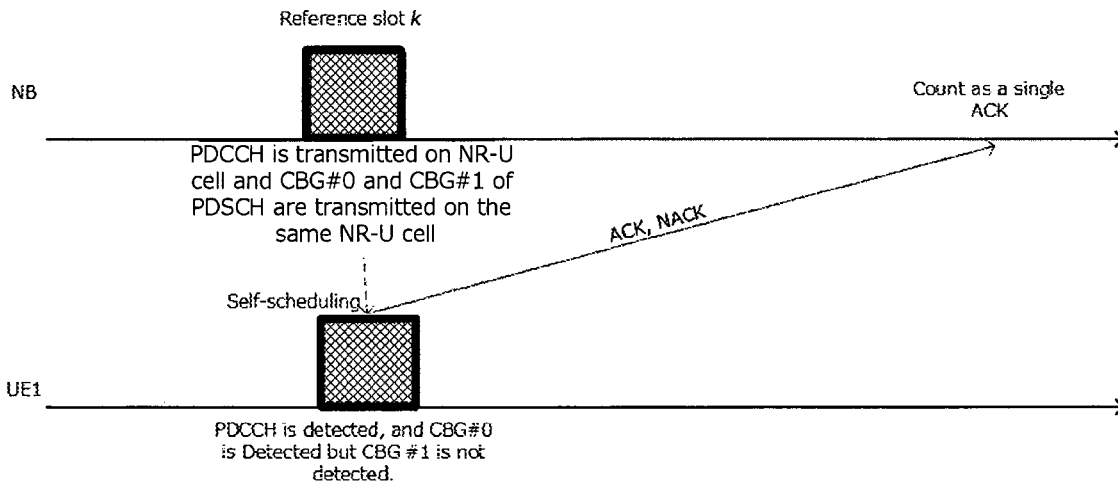 Reference slot k
NB
Count as a single
ACK
PDCCH is transmitted on NR-U
cell and CBG#0 and CBG#1 of
PDSCH are transmitted on the
same NR-U cell
ACK, NACK
Self-scheduling
UE1
PDCCH is detected, and CBG#0
is Detected but CBG #1 is not
detected.